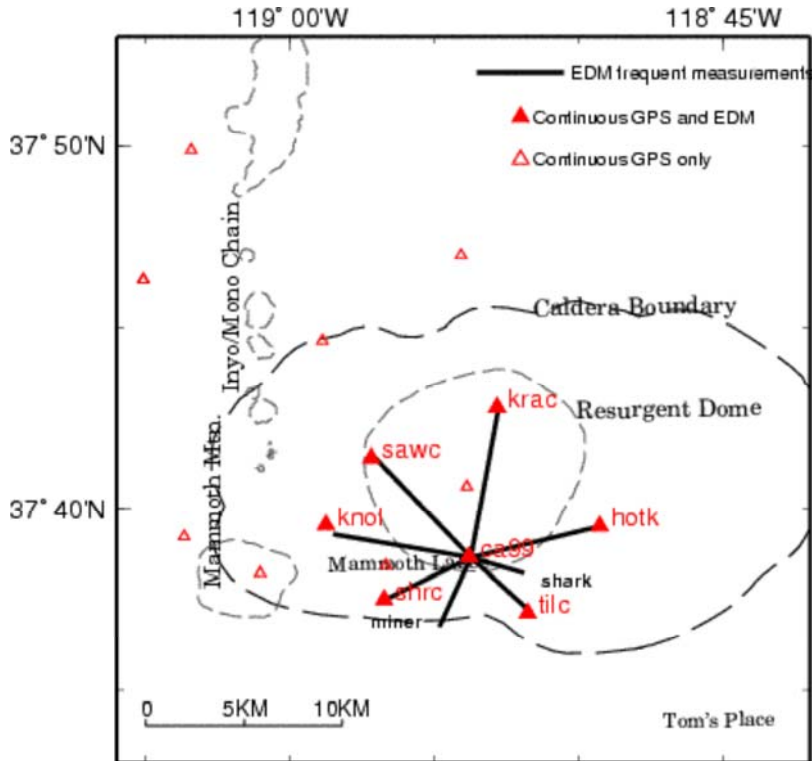 119° 00'W
118° 45'W
EDM frequent measurements
Continuous GPS and EDM
Continuous GPS only
37° 50'N
Inyo/Mono Chain
Caldera Boundary
krac
Resurgent Dome
sawc
Mammoth Mtn.
37° 40'N
knol
hotk
ca99
Mammoth
shark
shrc
tilc
miner
0
5KM
10KM
Tom's Place